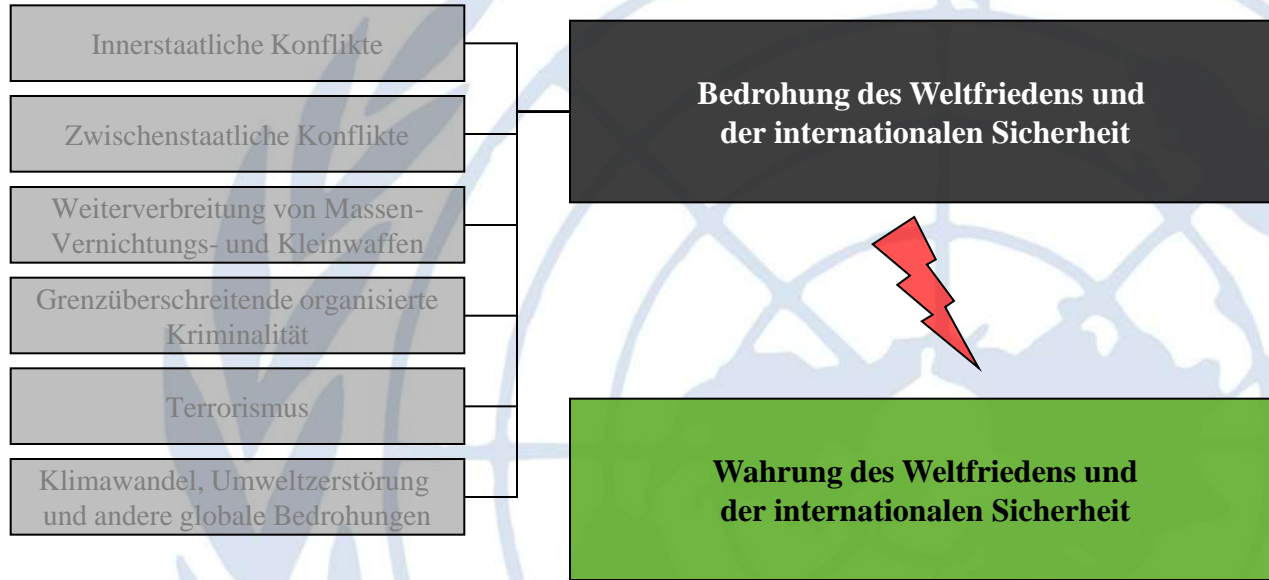 Innerstaatliche Konflikte
Zwischenstaatliche Konflikte
Weiterverbreitung von Massen-
Vernichtungs- und Kleinwaffen
Grenzüberschreitende organisierte
Kriminalität
Terrorismus
Klimawandel, Umweltzerstörung
und andere globale Bedrohungen
Bedrohung des Weltfriedens und
der internationalen Sicherheit
Wahrung des Weltfriedens und
der internationalen Sicherheit